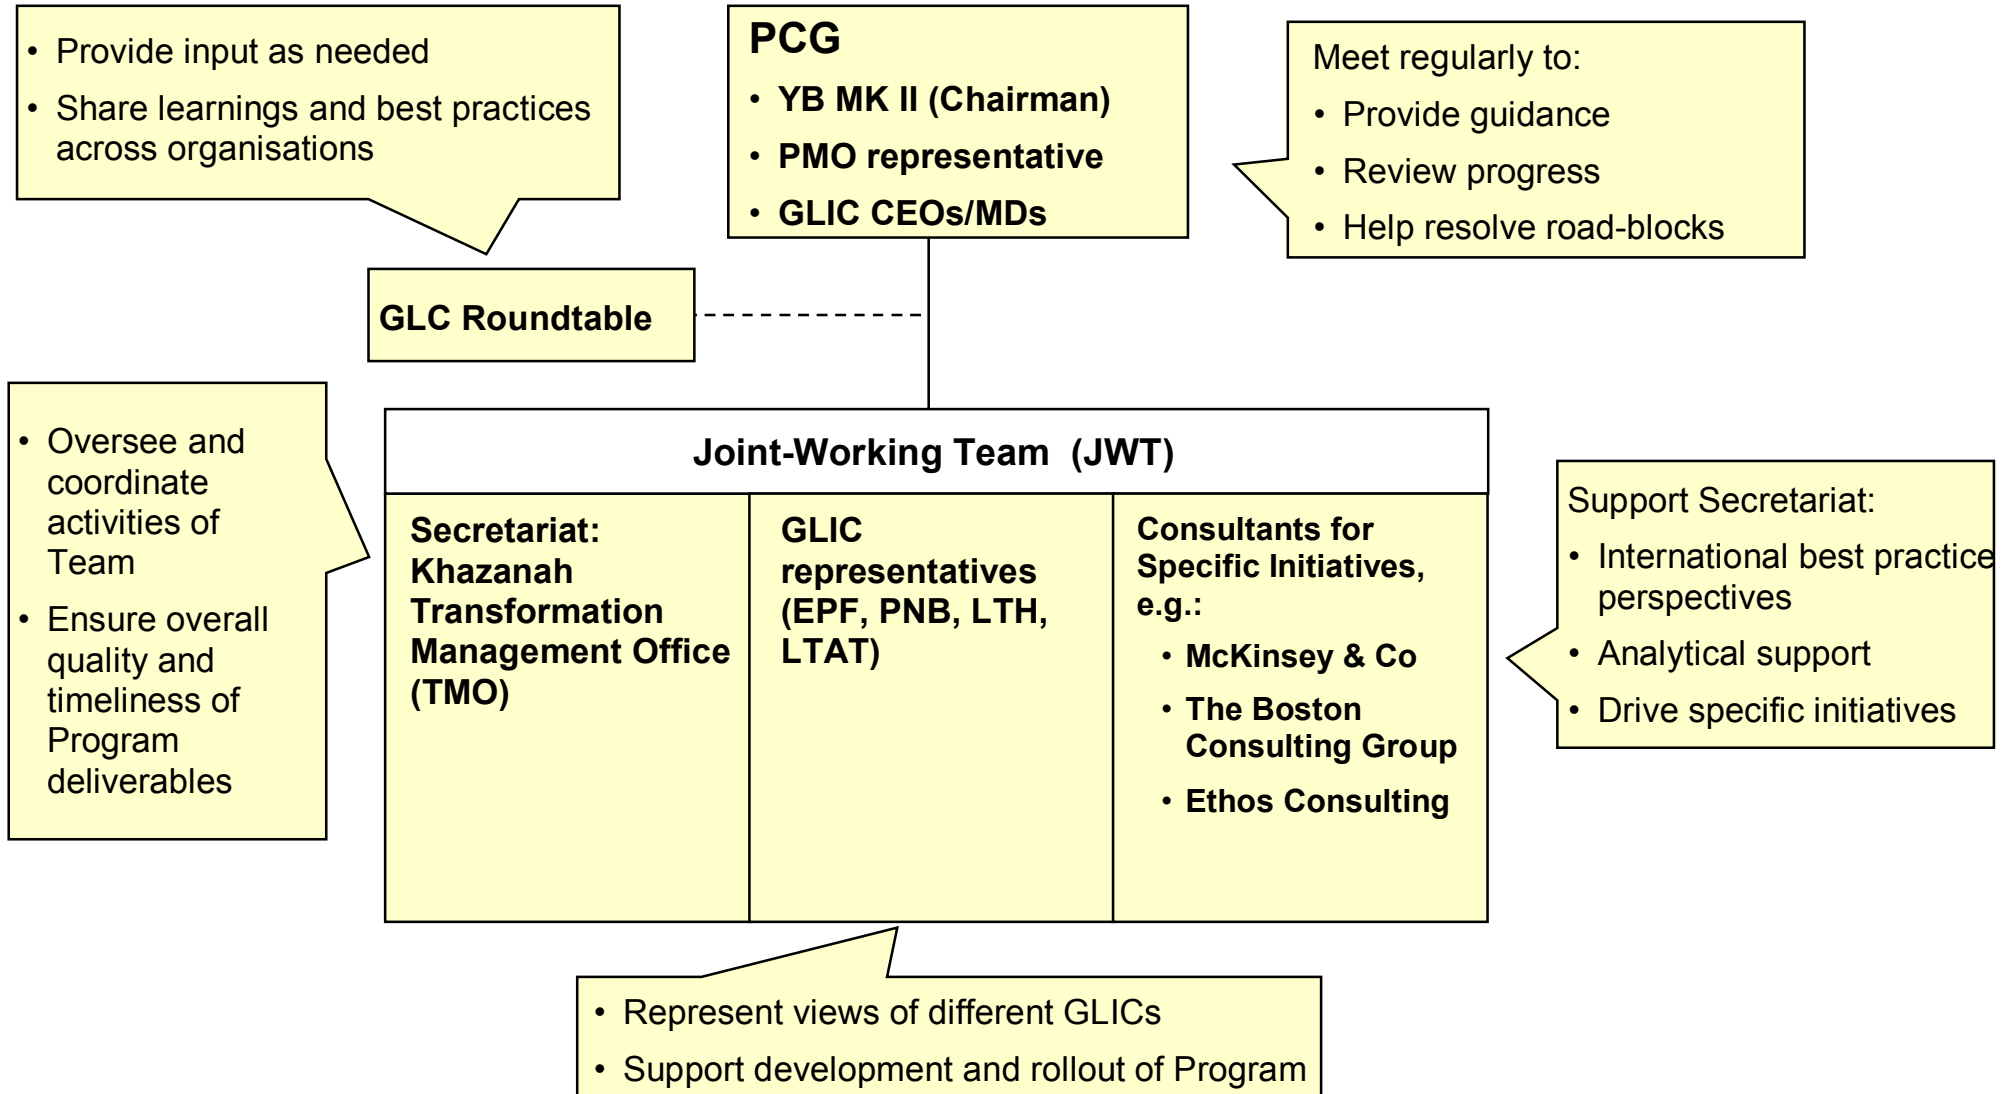 • Provide input as needed
• Share learnings and best practices
across organisations
PCG
• YB MK II (Chairman)
• PMO representative
• GLIC CEOs/MDs
Meet regularly to:
• Provide guidance
• Review progress
• Help resolve road-blocks
GLC Roundtable
• Oversee and
coordinate
activities of
Team
• Ensure overall
quality and
timeliness of
Program
deliverables
Joint-Working Team (JWT)
Secretariat:
Khazanah
Transformation
Management Office
(TMO)
GLIC
representatives
(EPF, PNB, LTH,
LTAT)
Consultants for
Specific Initiatives,
e.g.:
• McKinsey & Co
• The Boston
Consulting Group
• Ethos Consulting
Support Secretariat:
• International best practice
perspectives
• Analytical support
• Drive specific initiatives
• Represent views of different GLICs
• Support development and rollout of Program